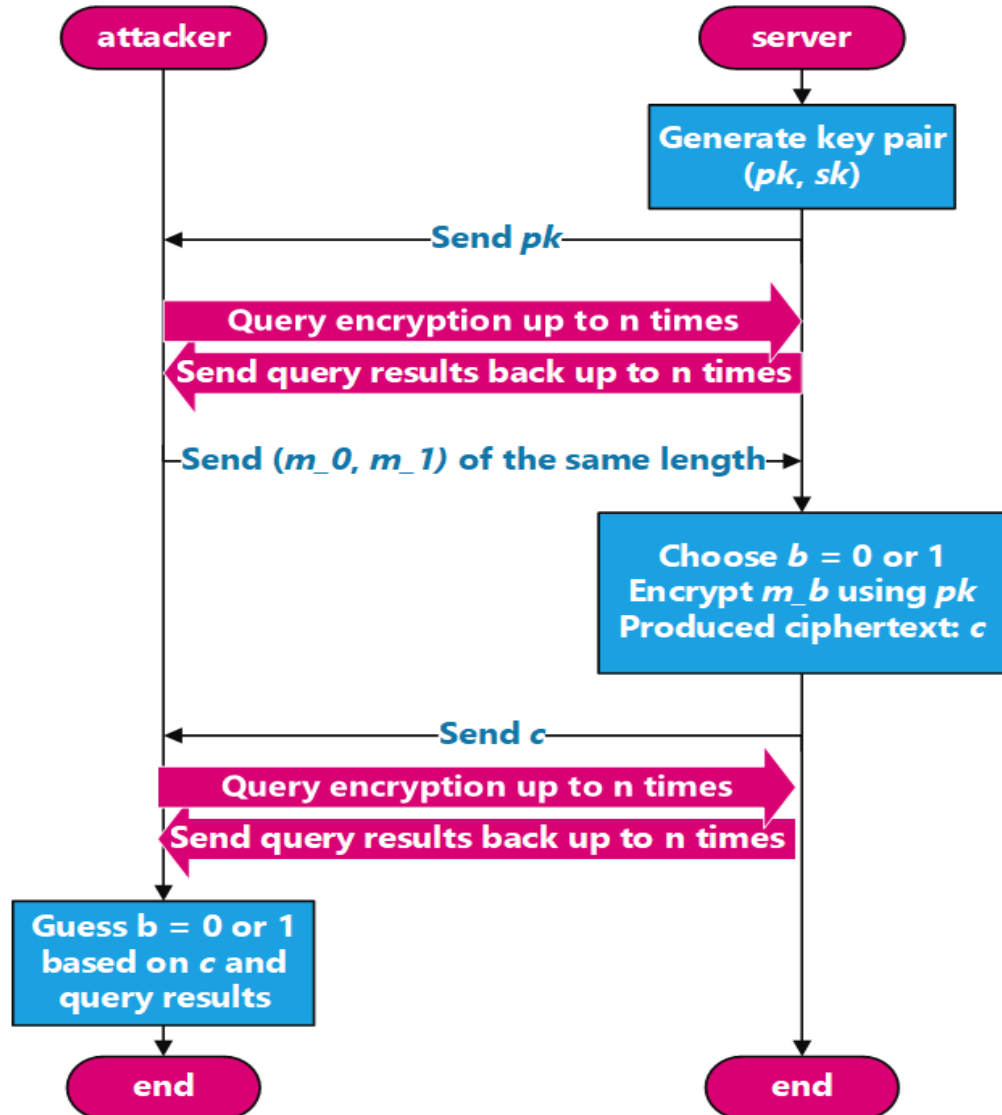 attacker
server
Generate key pair
(pk, sk)
Send pk
Query encryption up to n times
Send query results back up to n times
Send (m_0, m_1) of the same length
Choose b = 0 or 1
Encrypt m_b using pk
Produced ciphertext: c
Send c
Query encryption up to n times
Send query results back up to n times
Guess b = 0 or 1
based on c and
query results
end
end